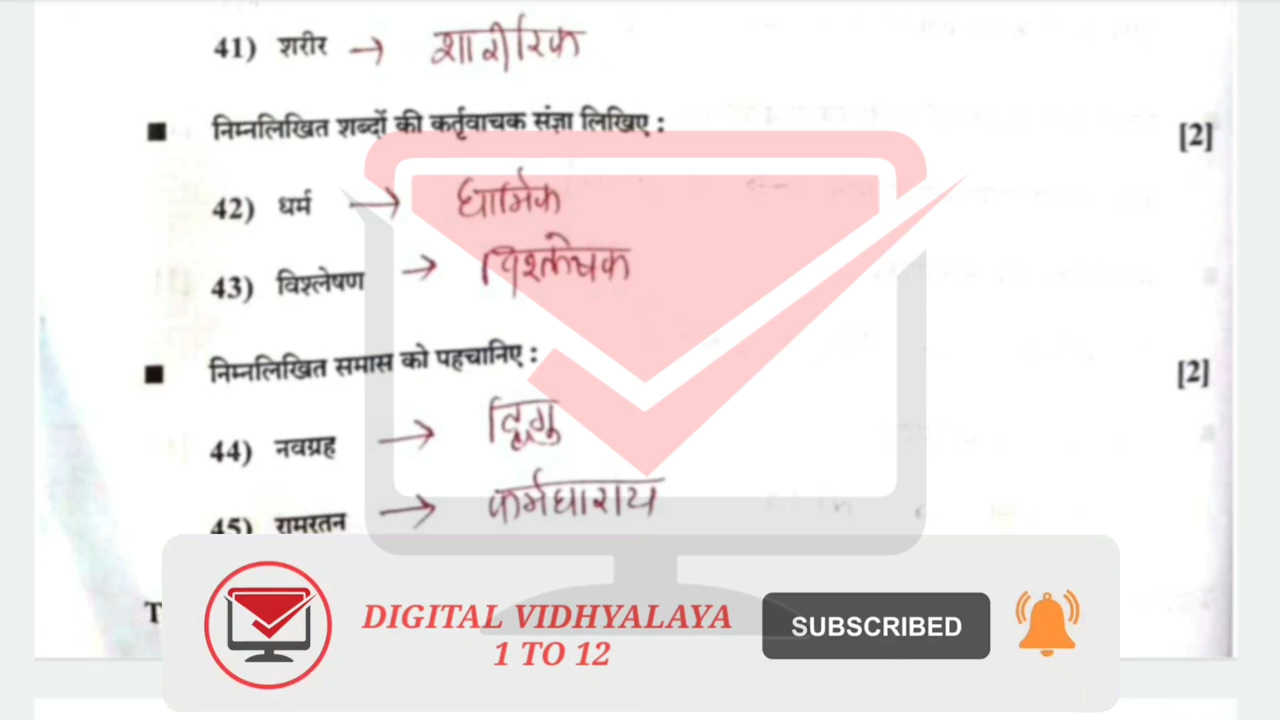 41) शरीर → शारीरिक
■ निम्नलिखित शब्दों की कर्तृवाचक संज्ञा लिखिए : [2]
42) धर्म → धार्मिक
43) विश्लेषण → विश्लेषक
■ निम्नलिखित समास को पहचानिए : [2]
44) नवग्रह → द्विगु
45) रामरतन → कर्मधाराय
T
DIGITAL VIDHYALAYA
1 TO 12
SUBSCRIBED